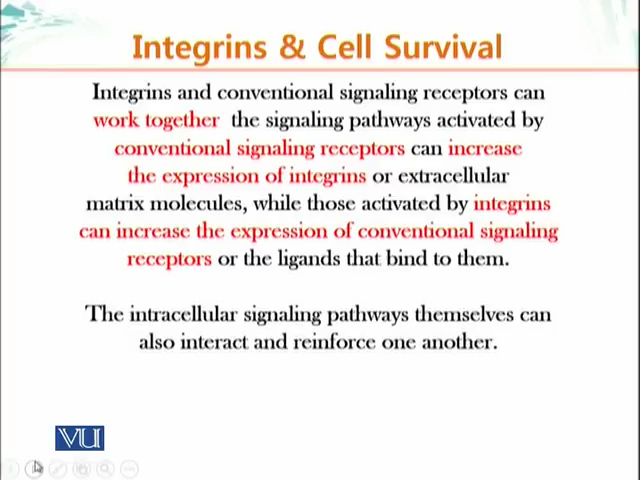 Integrins & Cell Survival
Integrins and conventional signaling receptors can
work together the signaling pathways activated by
conventional signaling receptors can increase
the expression of integrins or extracellular
matrix molecules, while those activated by integrins
can increase the expression of conventional signaling
receptors or the ligands that bind to them.
The intracellular signaling pathways themselves can
also interact and reinforce one another.
VU